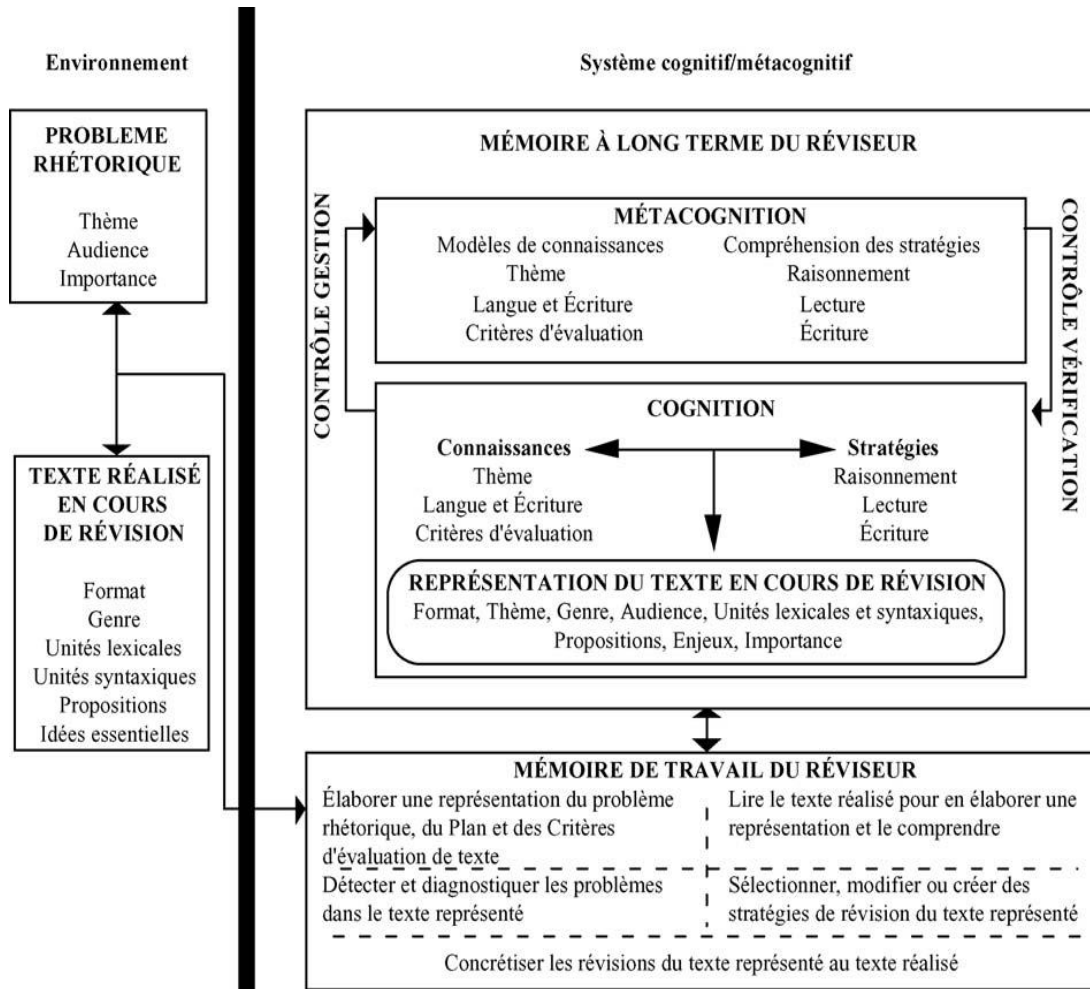 Environnement
Système cognitif/métacognitif
PROBLEME
RHÉTORIQUE
Thème
Audience
Importance
TEXTE RÉALISÉ
EN COURS
DE RÉVISION
Format
Genre
Unités lexicales
Unités syntaxiques
Propositions
Idées essentielles
MÉMOIRE À LONG TERME DU RÉVISEUR
CONTRÔLE GESTION
MÉTACOGNITION
Modèles de connaissances
Thème
Langue et Écriture
Critères d'évaluation
Compréhension des stratégies
Raisonnement
Lecture
Écriture
CONTRÔLE VÉRIFICATION
COGNITION
Connaissances
Thème
Langue et Écriture
Critères d'évaluation
Stratégies
Raisonnement
Lecture
Écriture
REPRÉSENTATION DU TEXTE EN COURS DE RÉVISION
Format, Thème, Genre, Audience, Unités lexicales et syntaxiques,
Propositions, Enjeux, Importance
MÉMOIRE DE TRAVAIL DU RÉVISEUR
Élaborer une représentation du problème
rhétorique, du Plan et des Critères
d'évaluation de texte
Lire le texte réalisé pour en élaborer une
représentation et le comprendre
Détecter et diagnostiquer les problèmes
dans le texte représenté
Sélectionner, modifier ou créer des
stratégies de révision du texte représenté
Concrétiser les révisions du texte représenté au texte réalisé